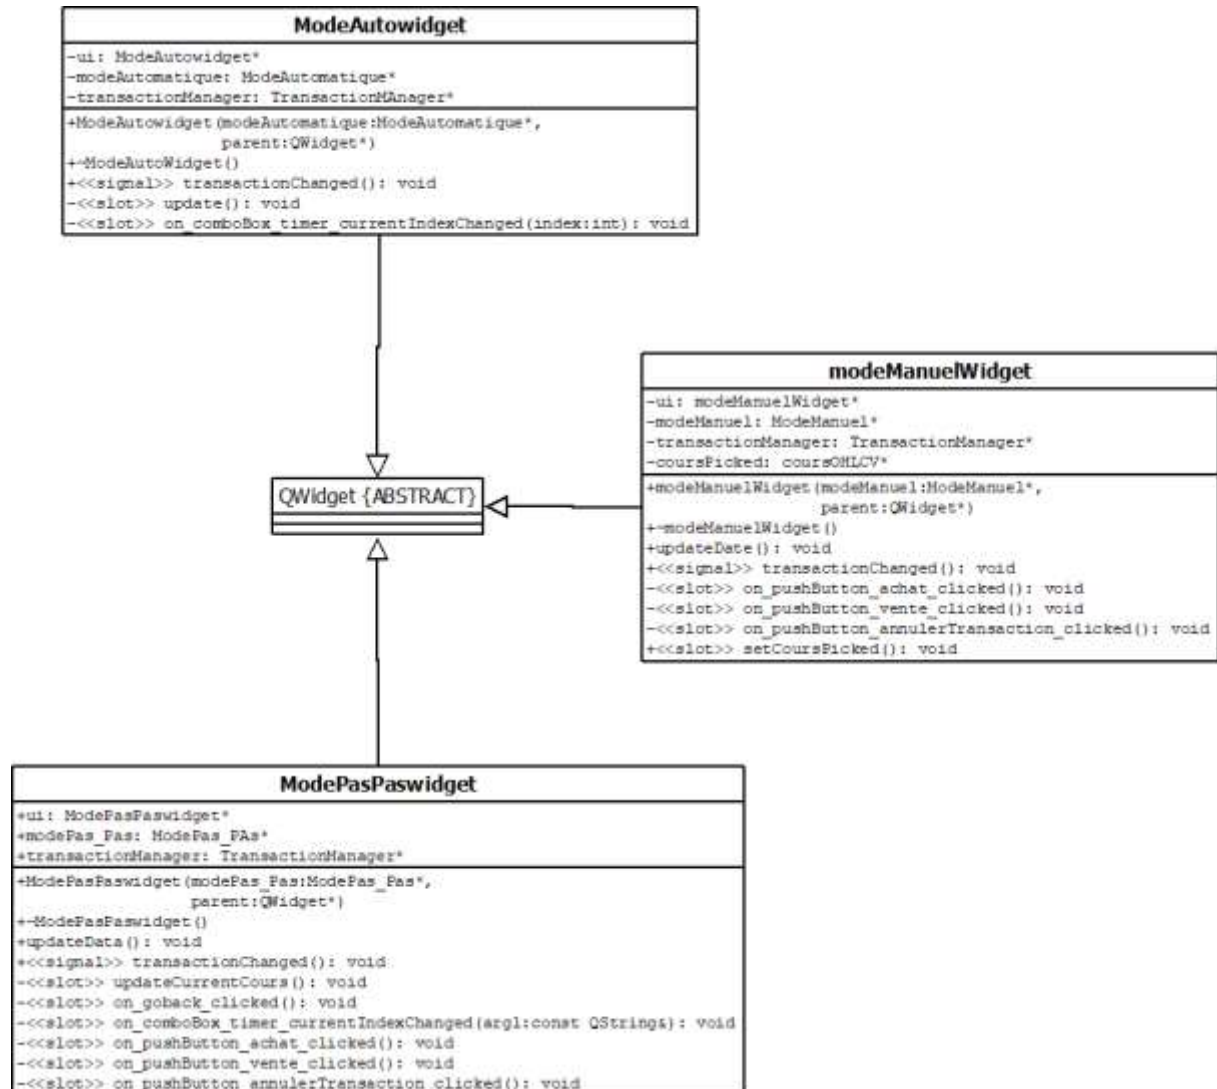 ModeAutowidget
-ui: ModeAutowidget*
-modeAutomatique: ModeAutomatique*
-transactionManager: TransactionMAnager*
+ModeAutowidget(modeAutomatique:ModeAutomatique*,
parent:QWidget*)
+~ModeAutoWidget()
+<<signal>> transactionChanged(): void
-<<slot>> update(): void
-<<slot>> on_comboBox_timer_currentIndexChanged(index:int): void
modeManuelWidget
-ui: modeManuelWidget*
-modeManuel: ModeManuel*
-transactionManager: TransactionManager*
-coursPicked: coursOHLCV*
+modeManuelWidget(modeManuel:ModeManuel*,
parent:QWidget*)
+~modeManuelWidget()
+updateDate(): void
+<<signal>> transactionChanged(): void
-<<slot>> on_pushButton_achat_clicked(): void
-<<slot>> on_pushButton_vente_clicked(): void
-<<slot>> on_pushButton_annulerTransaction_clicked(): void
+<<slot>> setCoursPicked(): void
QWidget {ABSTRACT}
ModePasPaswidget
+ui: ModePasPaswidget*
+modePas_Pas: ModePas_PAs*
+transactionManager: TransactionManager*
+ModePasPaswidget(modePas_Pas:ModePas_Pas*,
parent:QWidget*)
+~ModePasPaswidget()
+updateData(): void
+<<signal>> transactionChanged(): void
-<<slot>> updateCurrentCours(): void
-<<slot>> on_goback_clicked(): void
-<<slot>> on_comboBox_timer_currentIndexChanged(arg1:const QString&): void
-<<slot>> on_pushButton_achat_clicked(): void
-<<slot>> on_pushButton_vente_clicked(): void
-<<slot>> on_pushButton_annulerTransaction_clicked(): void